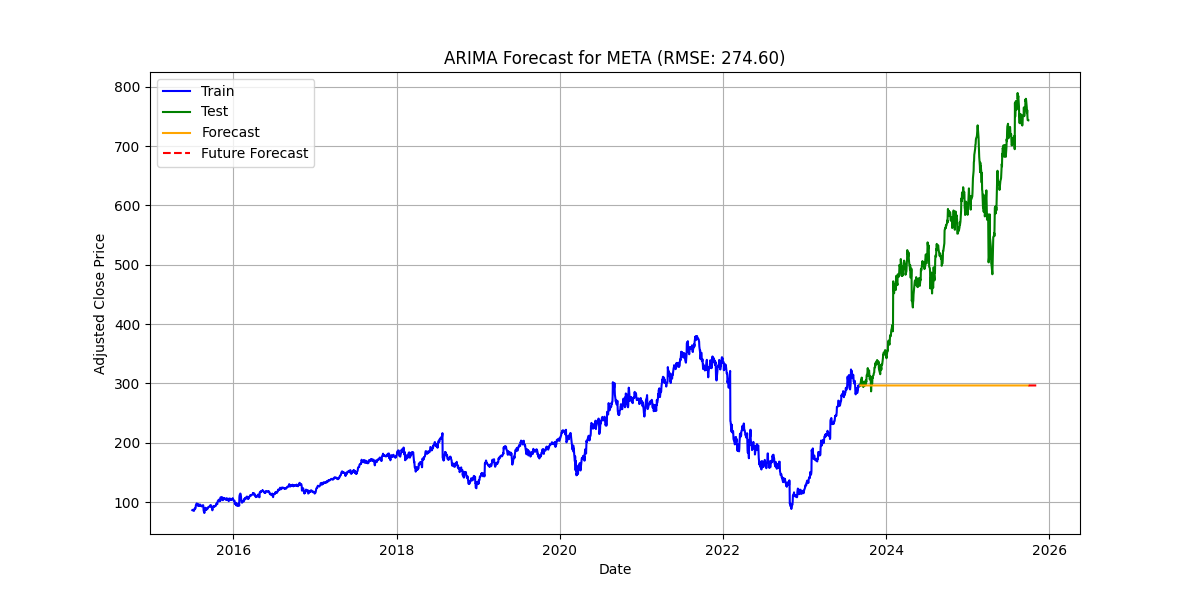 ARIMA Forecast for META (RMSE: 274.60)
Train
Test
Forecast
Future Forecast
Adjusted Close Price
800
700
600
500
400
300
200
100
2016
2018
2020
2022
2024
2026
Date